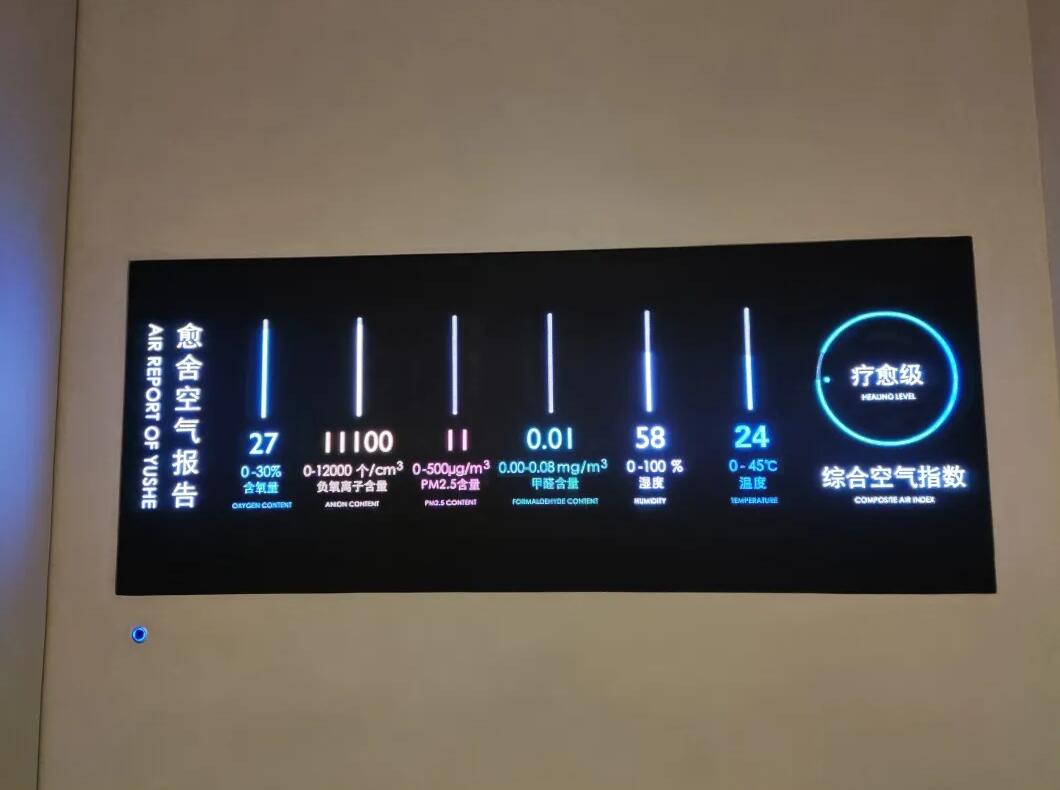 愈舍空气报告
AIR REPORT OF YUSHE
27
0-30%
含氧量
OXYGEN CONTENT
11100
0-12000 个/cm³
负氧离子含量
ANION CONTENT
11
0-500μg/m³
PM2.5含量
PM2.5 CONTENT
0.01
0.00-0.08mg/m³
甲醛含量
FORMALDEHYDE CONTENT
58
0-100 %
湿度
HUMIDITY
24
0-45℃
温度
TEMPERATURE
疗愈级
HEALING LEVEL
综合空气指数
COMPOSITE AIR INDEX